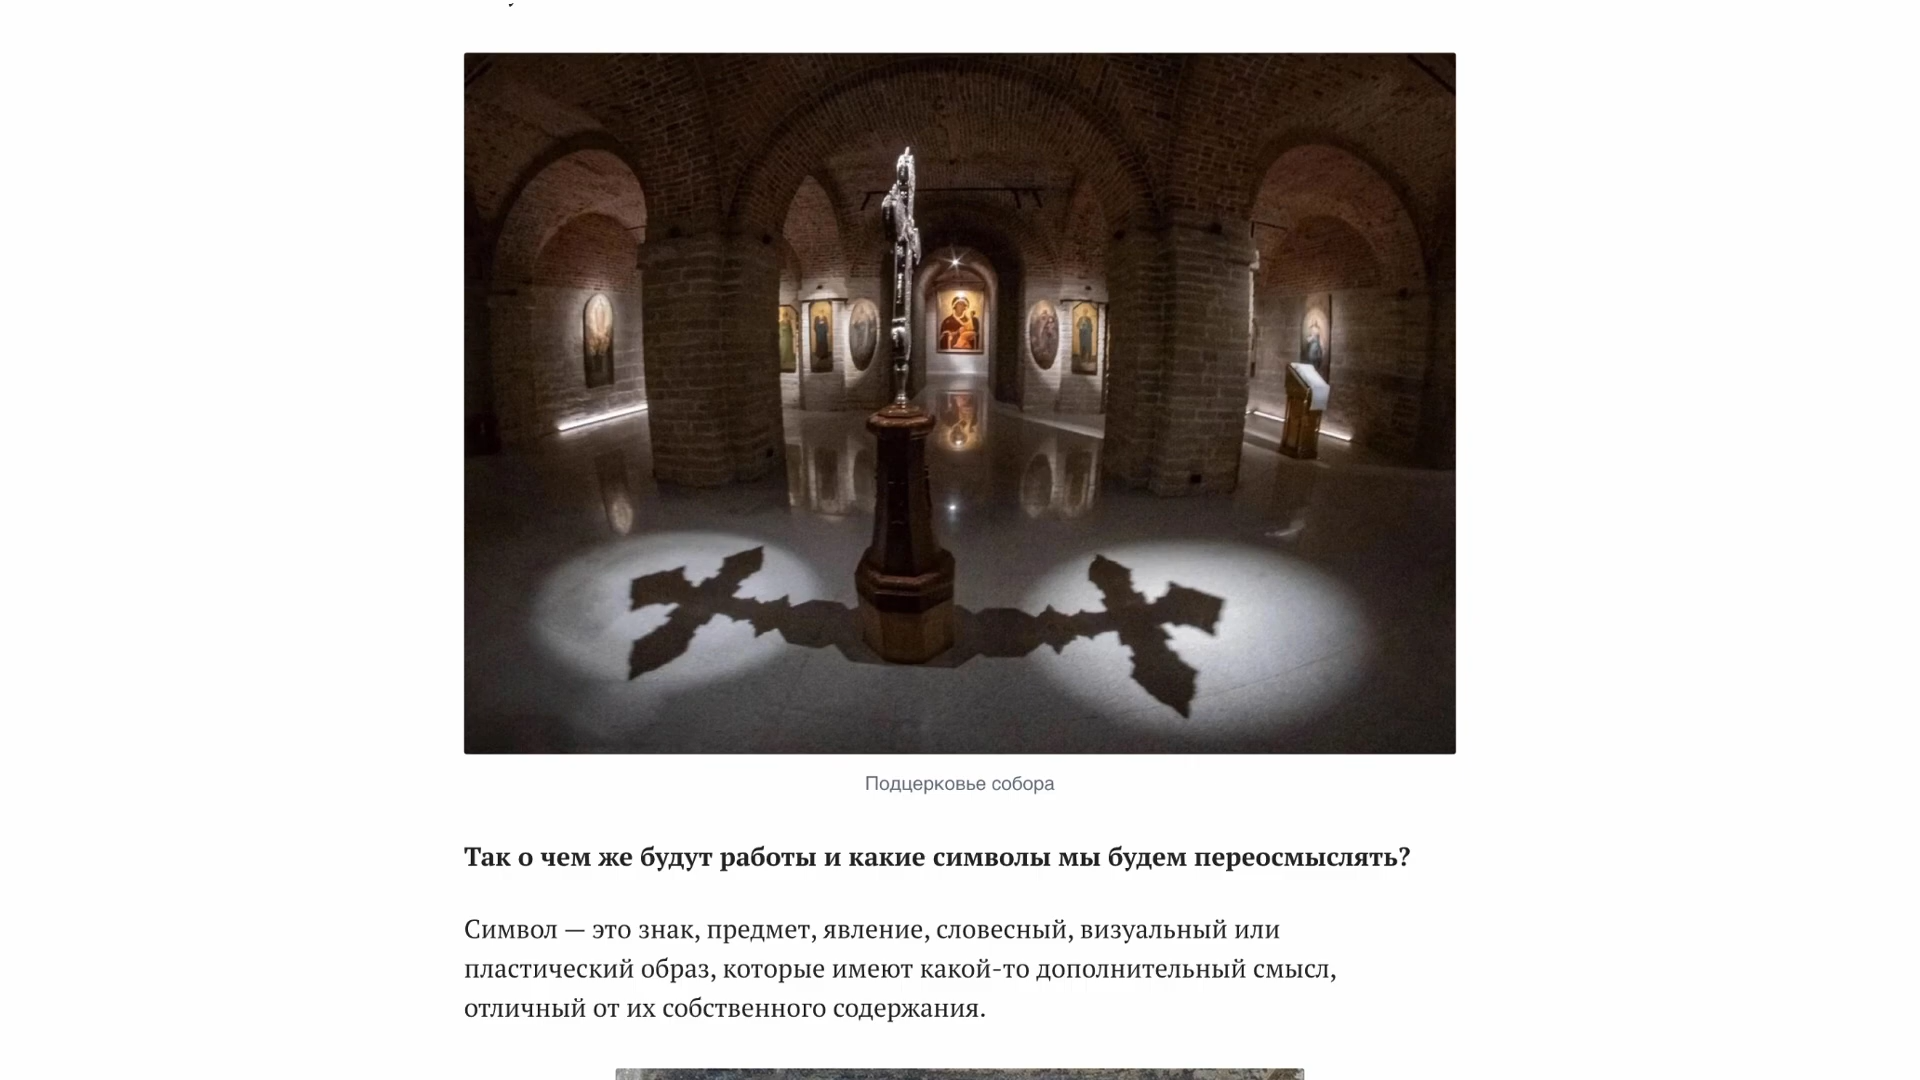 Подцерковье собора
Так о чем же будут работы и какие символы мы будем переосмыслять?
Символ — это знак, предмет, явление, словесный, визуальный или
пластический образ, которые имеют какой-то дополнительный смысл,
отличный от их собственного содержания.